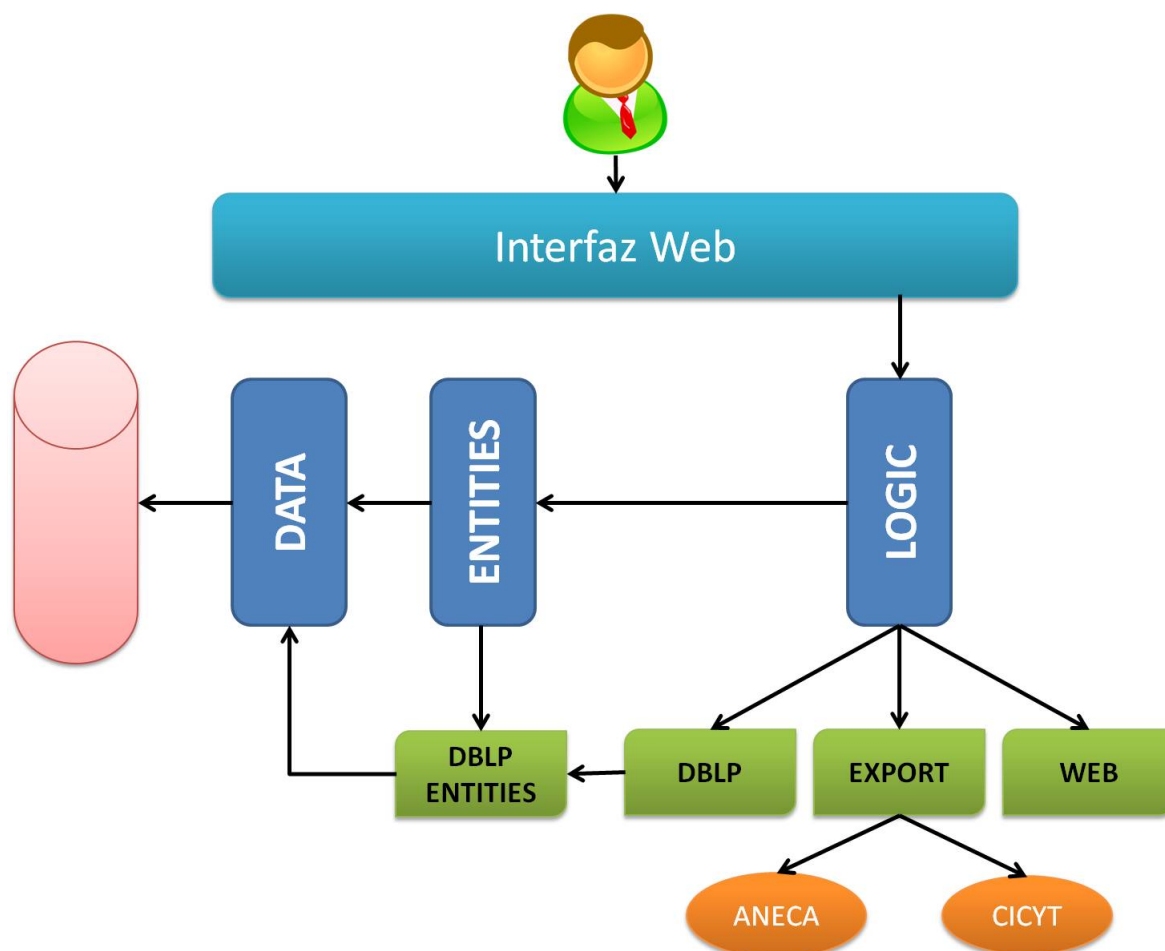 Interfaz Web
DATA
ENTITIES
LOGIC
DBLP
ENTITIES
DBLP
EXPORT
WEB
ANECA
CICYT